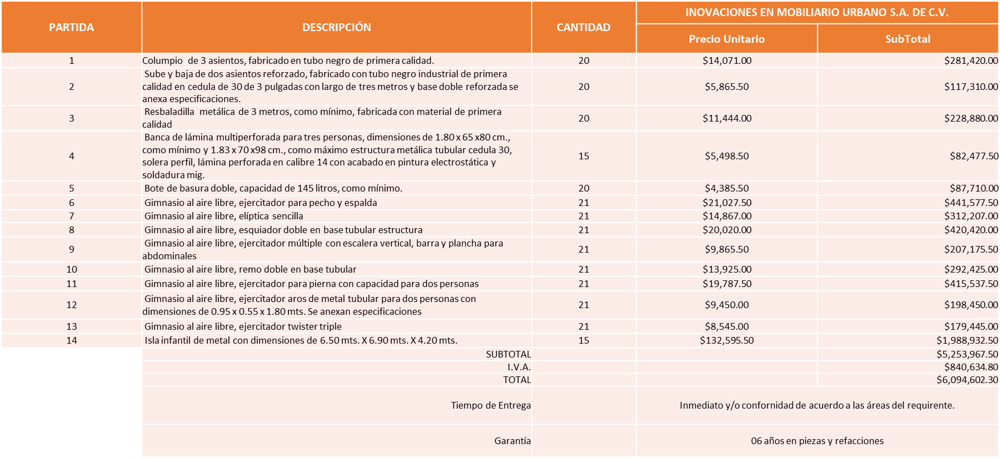 PARTIDA DESCRIPCIÓN CANTIDAD INOVACIONES EN MOBILIARIO URBANO S.A. DE C.V.
Precio Unitario SubTotal
1 Columpio de 3 asientos, fabricado en tubo negro de primera calidad. 20 $14,071.00 $281,420.00
Sube y baja de dos asientos reforzado, fabricado con tubo negro industrial de primera
2 calidad en cedula de 30 de 3 pulgadas con largo de tres metros y base doble reforzada se 20 $5,865.50 $117,310.00
anexa especificaciones.
3 Resbaladilla metálica de 3 metros, como mínimo, fabricada con material de primera 20 $11,444.00 $228,880.00
calidad
Banca de lámina multiperforada para tres personas, dimensiones de 1.80 x 65 x80 cm.,
4 como mínimo y 1.83 x 70 x98 cm., como máximo estructura metálica tubular cedula 30, 15 $5,498.50 $82,477.50
solera perfil, lámina perforada en calibre 14 con acabado en pintura electrostática y
soldadura mig.
5 Bote de basura doble, capacidad de 145 litros, como mínimo. 20 $4,385.50 $87,710.00
6 Gimnasio al aire libre, ejercitador para pecho y espalda 21 $21,027.50 $441,577.50
7 Gimnasio al aire libre, elíptica sencilla 21 $14,867.00 $312,207.00
8 Gimnasio al aire libre, esquiador doble en base tubular estructura 21 $20,020.00 $420,420.00
9 Gimnasio al aire libre, ejercitador múltiple con escalera vertical, barra y plancha para 21 $9,865.50 $207,175.50
abdominales
10 Gimnasio al aire libre, remo doble en base tubular 21 $13,925.00 $292,425.00
11 Gimnasio al aire libre, ejercitador para pierna con capacidad para dos personas 21 $19,787.50 $415,537.50
12 Gimnasio al aire libre, ejercitador aros de metal tubular para dos personas con 21 $9,450.00 $198,450.00
dimensiones de 0.95 x 0.55 x 1.80 mts. Se anexan especificaciones
13 Gimnasio al aire libre, ejercitador twister triple 21 $8,545.00 $179,445.00
14 Isla infantil de metal con dimensiones de 6.50 mts. X 6.90 mts. X 4.20 mts. 15 $132,595.50 $1,988,932.50
SUBTOTAL $5,253,967.50
I.V.A. $840,634.80
TOTAL $6,094,602.30
Tiempo de Entrega Inmediato y/o confornidad de acuerdo a las áreas del requirente.
Garantía 06 años en piezas y refacciones